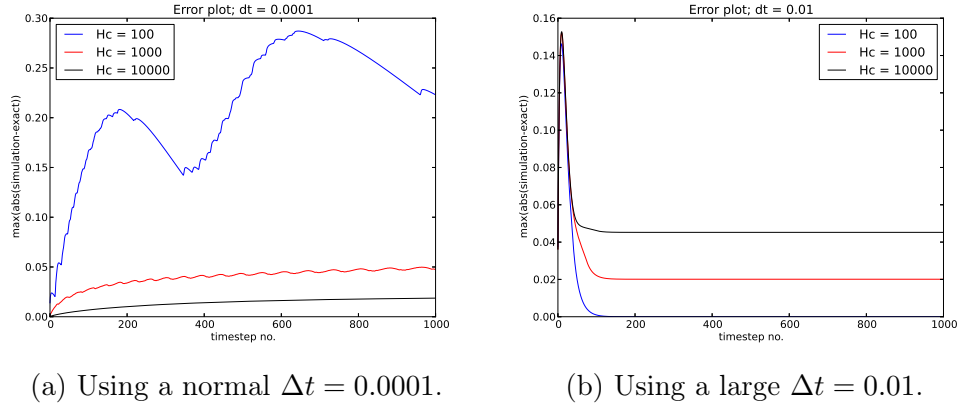 Error plot; dt = 0.0001
Hc = 100
Hc = 1000
Hc = 10000
max(abs(simulation-exact))
0.30
0.25
0.20
0.15
0.10
0.05
0.00
0 200 400 600 800 1000
timestep no.
(a) Using a normal Δt = 0.0001.
Error plot; dt = 0.01
Hc = 100
Hc = 1000
Hc = 10000
max(abs(simulation-exact))
0.16
0.14
0.12
0.10
0.08
0.06
0.04
0.02
0.00
0 200 400 600 800 1000
timestep no.
(b) Using a large Δt = 0.01.